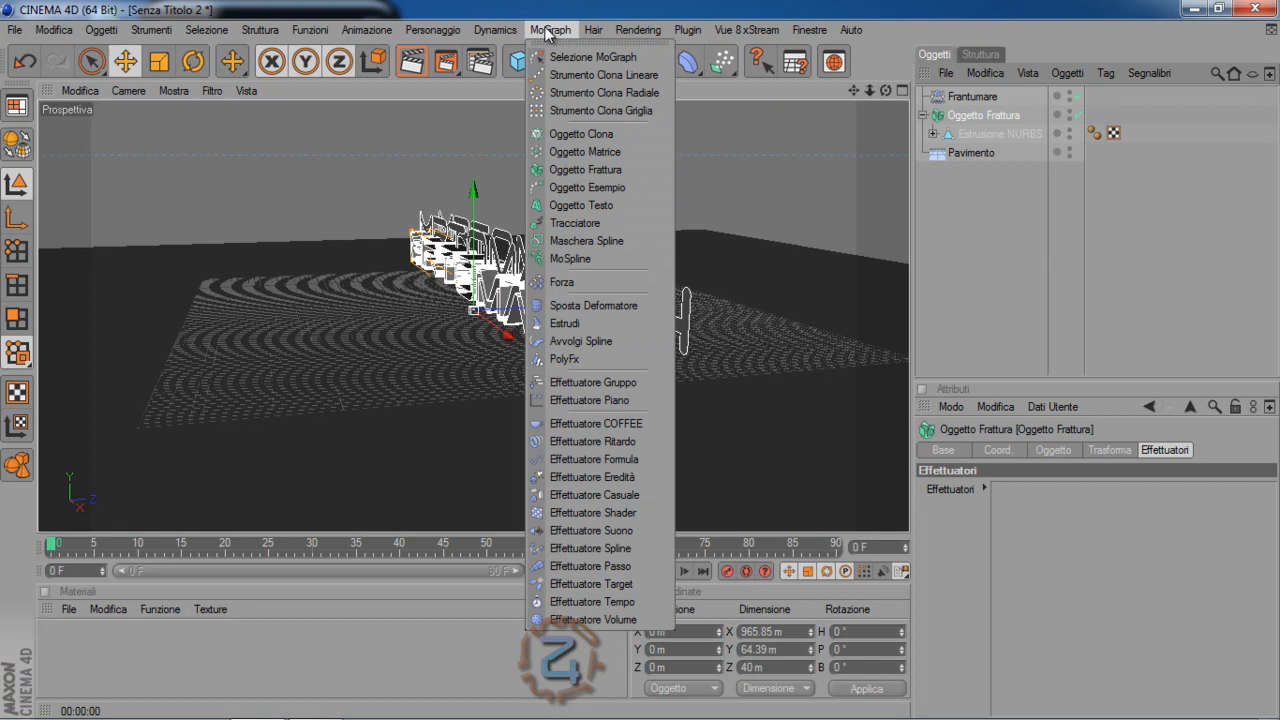 CINEMA 4D (64 Bit) - [Senza Titolo 2 *]
File Modifica Oggetti Strumenti Selezione Struttura Funzioni Animazione Personaggio Dynamics MoGraph Hair Rendering Plugin Vue 8 xStream Finestre Aiuto
Modifica Camere Mostra Filtro Vista
Prospettiva
Selezione MoGraph
Strumento Clona Lineare
Strumento Clona Radiale
Strumento Clona Griglia
Oggetto Clona
Oggetto Matrice
Oggetto Frattura
Oggetto Esempio
Oggetto Testo
Tracciatore
Maschera Spline
MoSpline
Forza
Sposta Deformatore
Estrudi
Avvolgi Spline
PolyFx
Effettuatore Gruppo
Effettuatore Piano
Effettuatore COFFEE
Effettuatore Ritardo
Effettuatore Formula
Effettuatore Eredità
Effettuatore Casuale
Effettuatore Shader
Effettuatore Suono
Effettuatore Spline
Effettuatore Passo
Effettuatore Target
Effettuatore Tempo
Effettuatore Volume
Oggetti Struttura
File Modifica Vista Oggetti Tag Segnalibri
Frantumare
Oggetto Frattura
Estrusione NURBS
Pavimento
Attributi
Modo Modifica Dati Utente
Oggetto Frattura [Oggetto Frattura]
Base Coord. Oggetto Trasforma Effettuatori
Effettuatori
Effettuatori
Y
Z
X
0 5 10 15 20 25 30 35 40 45 50 75 80 85 90 0 F
0 F 90 F
Materiali
File Modifica Funzione Texture
Dimensione Rotazione
X 0 m X 965.85 m H 0 °
Y 0 m Y 64.39 m P 0 °
Z 0 m Z 40 m B 0 °
Oggetto Dimensione Applica
MAXON
CINEMA 4D
00:00:00